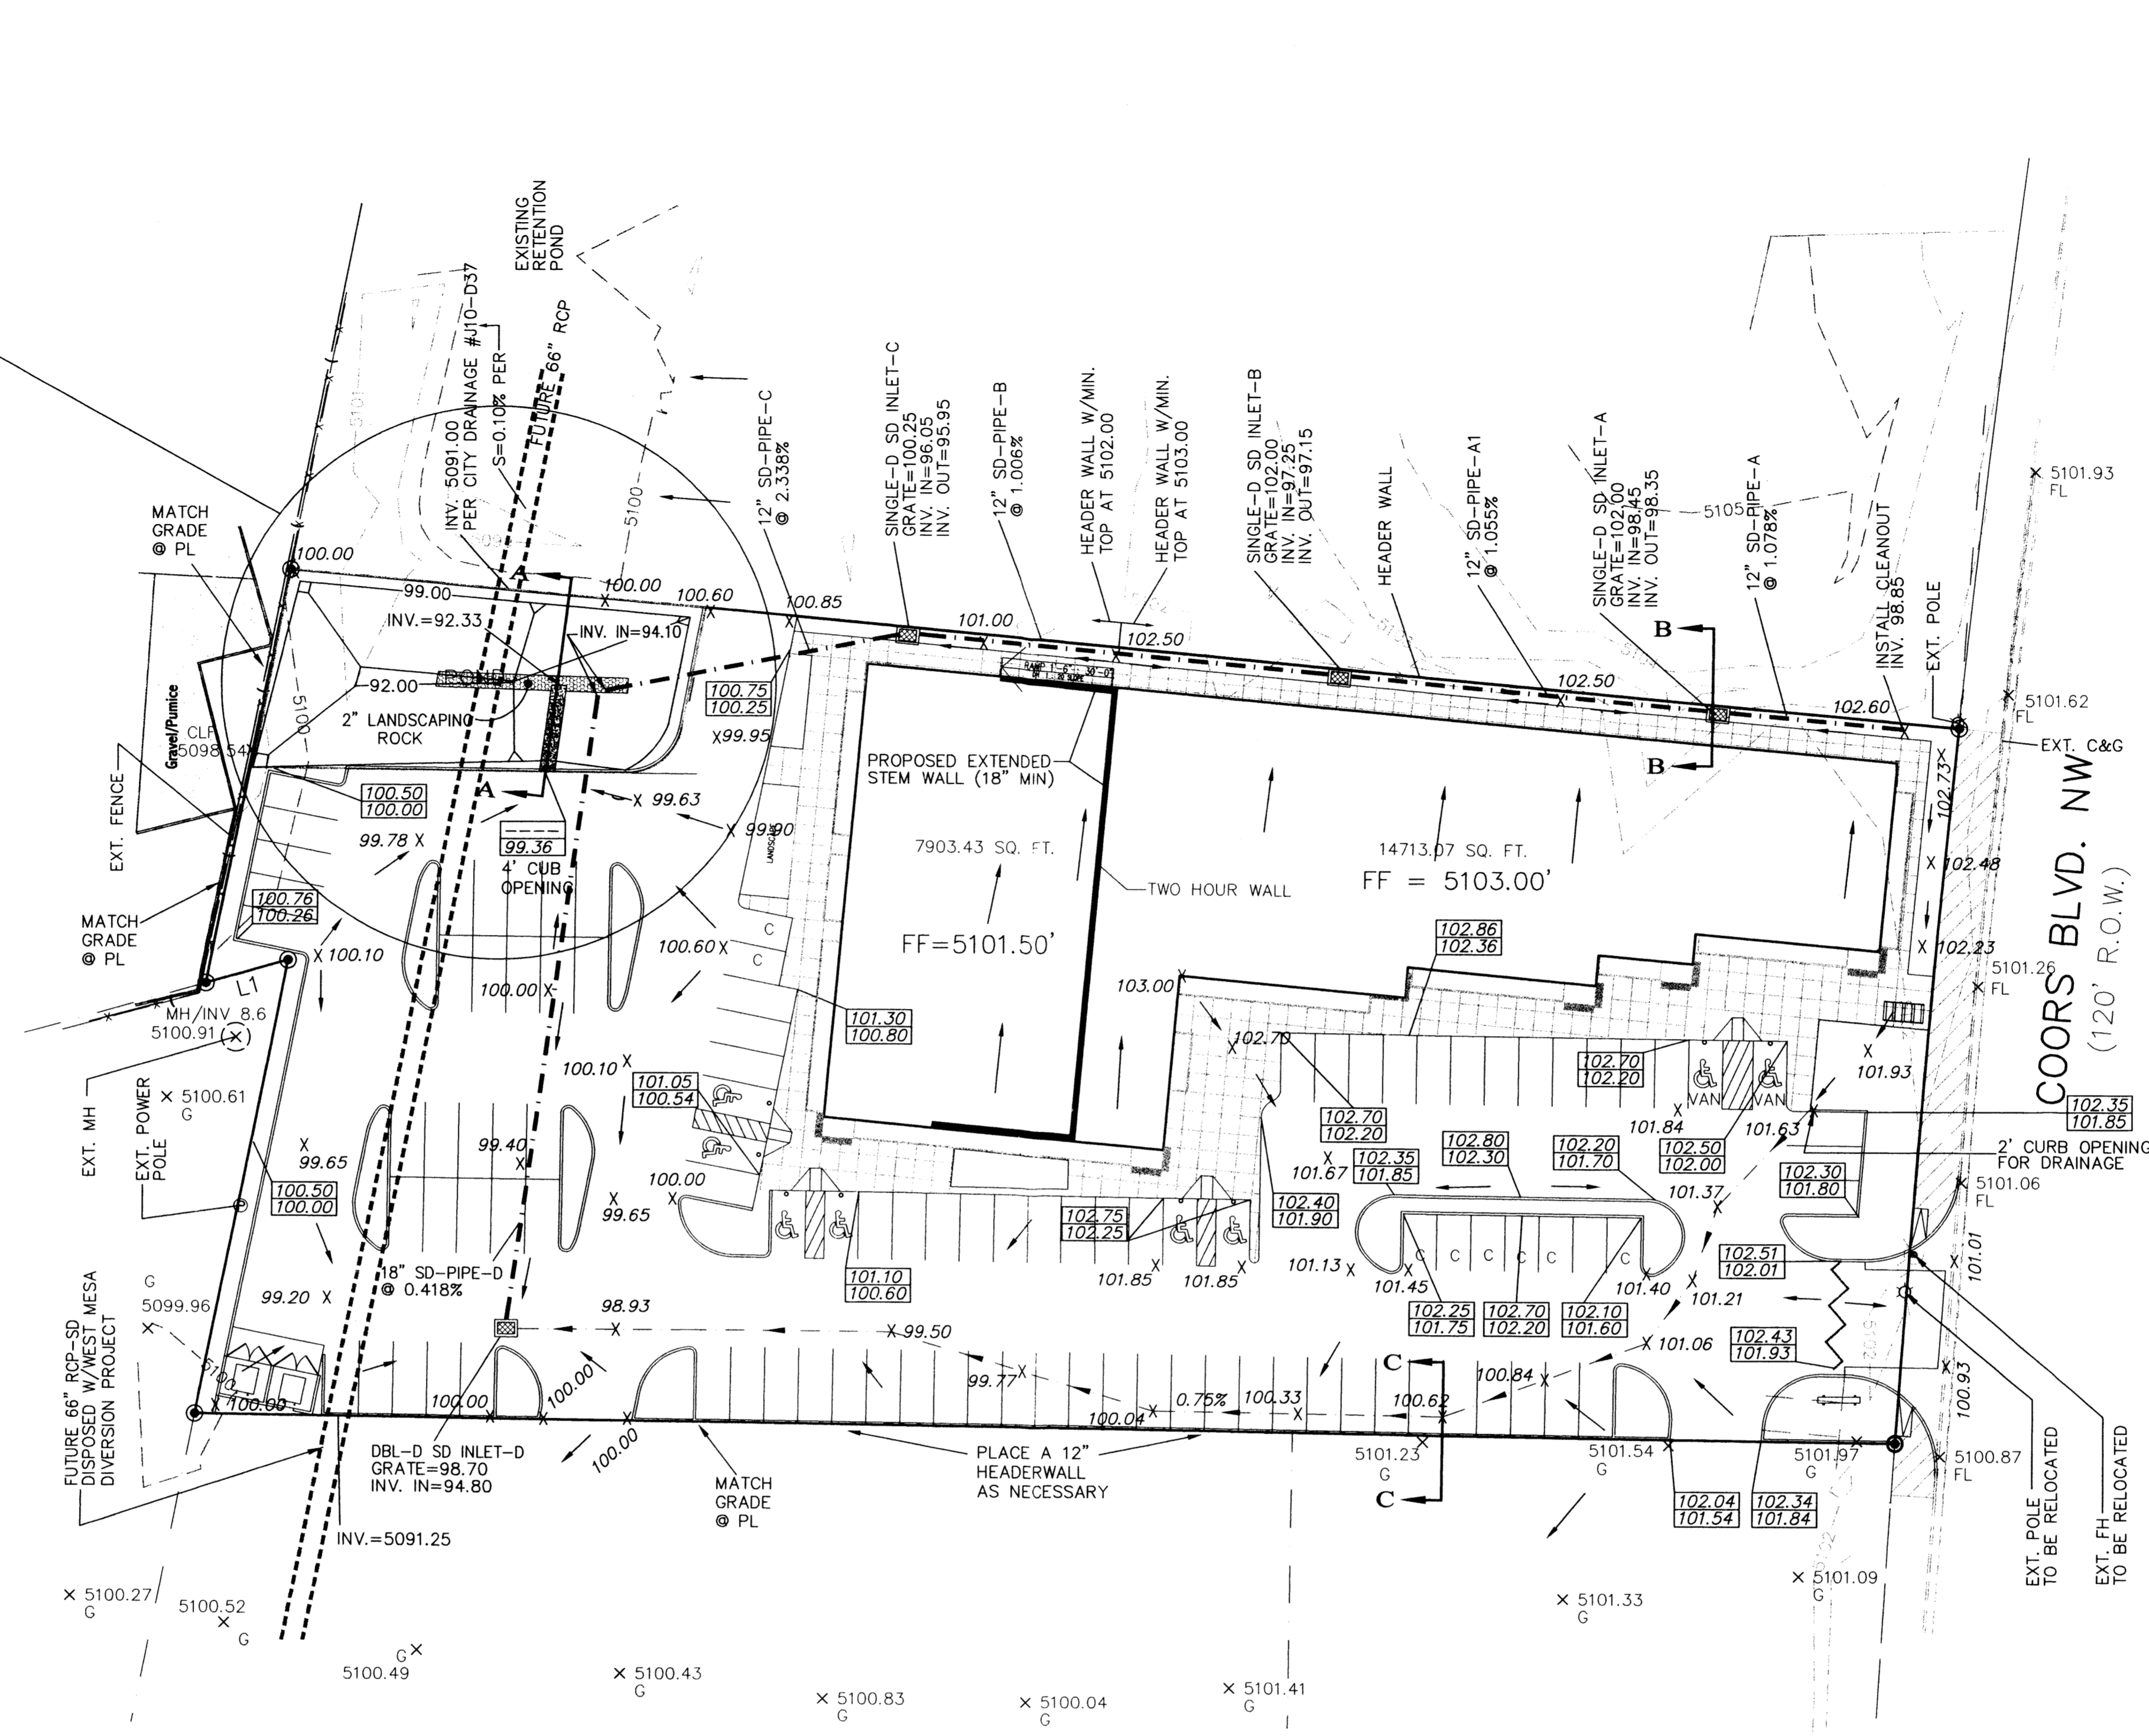 EXISTING
RETENTION
POND
INV. 5091.00
PER CITY DRAINAGE #J10-D37
S=0.10% PER
FUTURE 66" RCP
12" SD-PIPE-C
@ 2.338%
SINGLE-D SD INLET-C
GRATE=100.25
INV. IN=96.05
INV. OUT=95.95
12" SD-PIPE-B
@ 1.006%
HEADER WALL W/MIN.
TOP AT 5102.00
HEADER WALL W/MIN.
TOP AT 5103.00
SINGLE-D SD INLET-B
GRATE=102.00
INV. IN=97.25
INV. OUT=97.15
HEADER WALL
12" SD-PIPE-A1
@ 1.055%
SINGLE-D SD INLET-A
GRATE=102.00
INV. IN=98.45
INV. OUT=98.35
5105
12" SD-PIPE-A
@ 1.078%
INSTALL CLEANOUT
INV. 98.85
EXT. POLE
5101.93
FL
5101.62
FL
EXT. C&G
MATCH
GRADE
@ PL
100.00
5101
5100
A
99.00
100.00
100.60
100.85
101.00
102.50
102.50
102.60
B
B
INV.=92.33
INV. IN=94.10
92.00
2" LANDSCAPING
ROCK
Gravel/Pumice
CLF
5098.54
5100
EXT. FENCE
100.75
100.25
99.95
PROPOSED EXTENDED
STEM WALL (18" MIN)
100.50
100.00
A
99.63
99.90
LANDSCAPE
99.78
99.36
4' CUB
OPENING
7903.43 SQ. FT.
FF=5101.50'
TWO HOUR WALL
14713.07 SQ. FT.
FF = 5103.00'
102.73
102.48
102.23
COORS BLVD. NW
(120' R.O.W.)
MATCH
GRADE
@ PL
100.76
100.26
100.10
100.60
C
C
102.86
102.36
5101.26
FL
L1
MH/INV 8.6
5100.91
100.00
101.30
100.80
103.00
102.70
101.93
EXT. MH
EXT. POWER
POLE
5100.61
G
100.10
101.05
100.54
102.70
102.20
VAN
VAN
102.70
102.20
101.84
101.63
102.35
101.85
2' CURB OPENING
FOR DRAINAGE
99.65
99.40
101.67
102.35
101.85
102.80
102.30
102.20
101.70
102.50
102.00
102.30
101.80
5101.06
FL
100.50
100.00
99.65
100.00
102.75
102.25
102.40
101.90
101.37
101.13
101.45
C
C
C
C
C
C
101.40
102.51
102.01
101.01
G
5099.96
99.20
18" SD-PIPE-D
@ 0.418%
101.10
100.60
101.85
101.85
102.25
101.75
102.70
102.20
102.10
101.60
101.21
98.93
99.50
101.06
102.43
101.93
5102
FUTURE 66" RCP-SD
DISPOSED W/WEST MESA
DIVERSION PROJECT
5100
99.77
C
100.84
100.93
100.00
100.00
100.00
100.04
0.75%
100.33
100.62
100.00
DBL-D SD INLET-D
GRATE=98.70
INV. IN=94.80
MATCH
GRADE
@ PL
PLACE A 12"
HEADERWALL
AS NECESSARY
5101.23
G
C
5101.54
G
5101.97
G
5100.87
FL
102.04
101.54
102.34
101.84
INV.=5091.25
5102
EXT. POLE
TO BE RELOCATED
EXT. FH
TO BE RELOCATED
5100.27
G
5100.52
G
5101.33
G
5101.09
G
G
5100.49
5100.43
G
5100.83
G
5100.04
G
5101.41
G